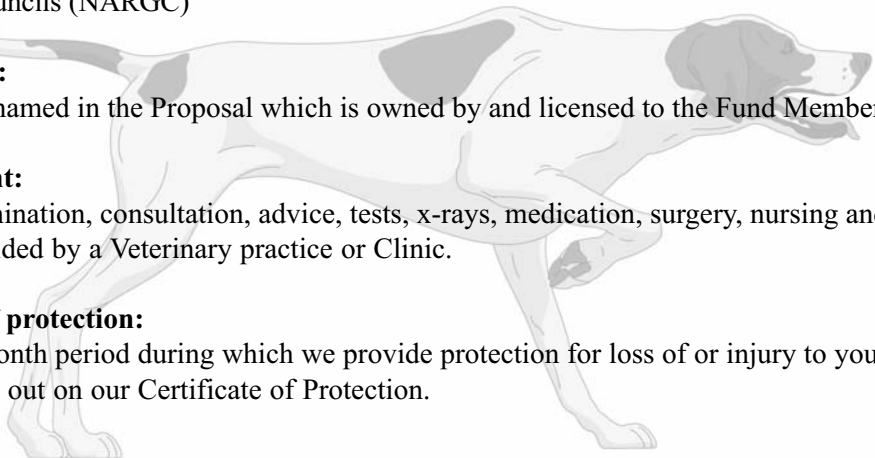 uncils (NARGC)
:
named in the Proposal which is owned by and licensed to the Fund Member
nt:
mination, consultation, advice, tests, x-rays, medication, surgery, nursing and
ided by a Veterinary practice or Clinic.
f protection:
onth period during which we provide protection for loss of or injury to you
out on our Certificate of Protection.